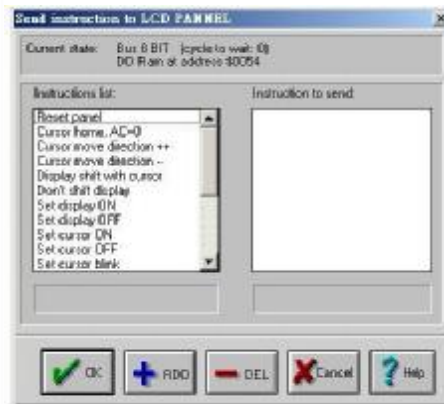 Send instruction to LCD PANNEL
Current state: Bus 8 BIT (cycle to wait: 0)
DD Ram at address $0054
Instructions list:
Instruction to send:
Reset panel
Cursor home, AC=0
Cursor move direction ++
Cursor move direction --
Display shift with cursor
Don't shift display
Set display ON
Set display OFF
Set cursor ON
Set cursor OFF
Set cursor blink
OK
ADD
DEL
Cancel
Help